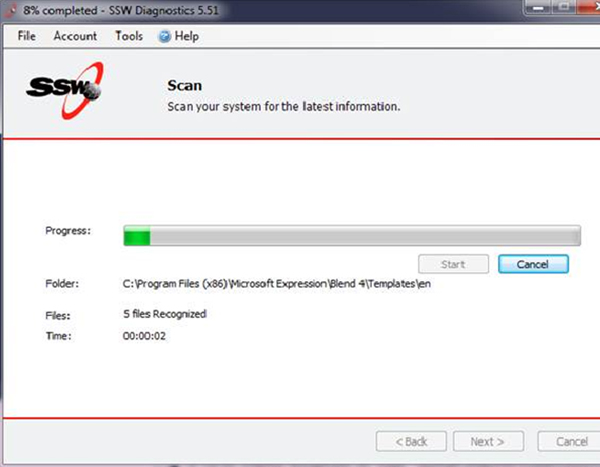 8% completed - SSW Diagnostics 5.51
File Account Tools Help
SSW
Scan
Scan your system for the latest information.
Progress:
Start Cancel
Folder: C:\Program Files (x86)\Microsoft Expression\Blend 4\Templates\en
Files: 5 files Recognized
Time: 00:00:02
< Back Next > Cancel